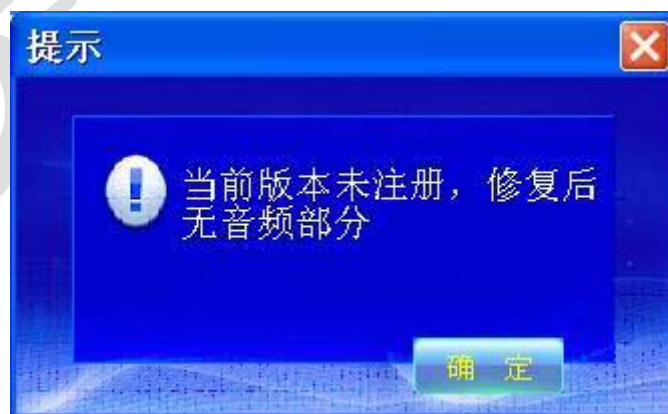 提示
当前版本未注册，修复后
无音频部分
确 定